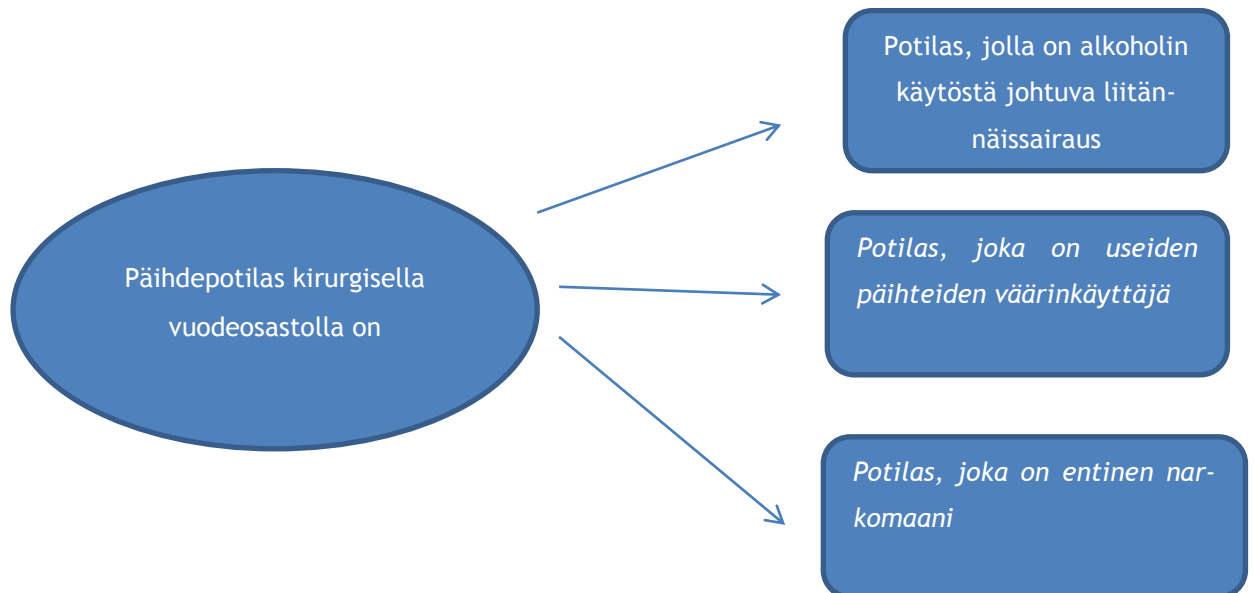 Päihdepotilas kirurgisella
vuodeosastolla on
Potilas, jolla on alkoholin
käytöstä johtuva liitän-
näissairaus
Potilas, joka on useiden
päihteiden väärinkäyttäjä
Potilas, joka on entinen nar-
komaani